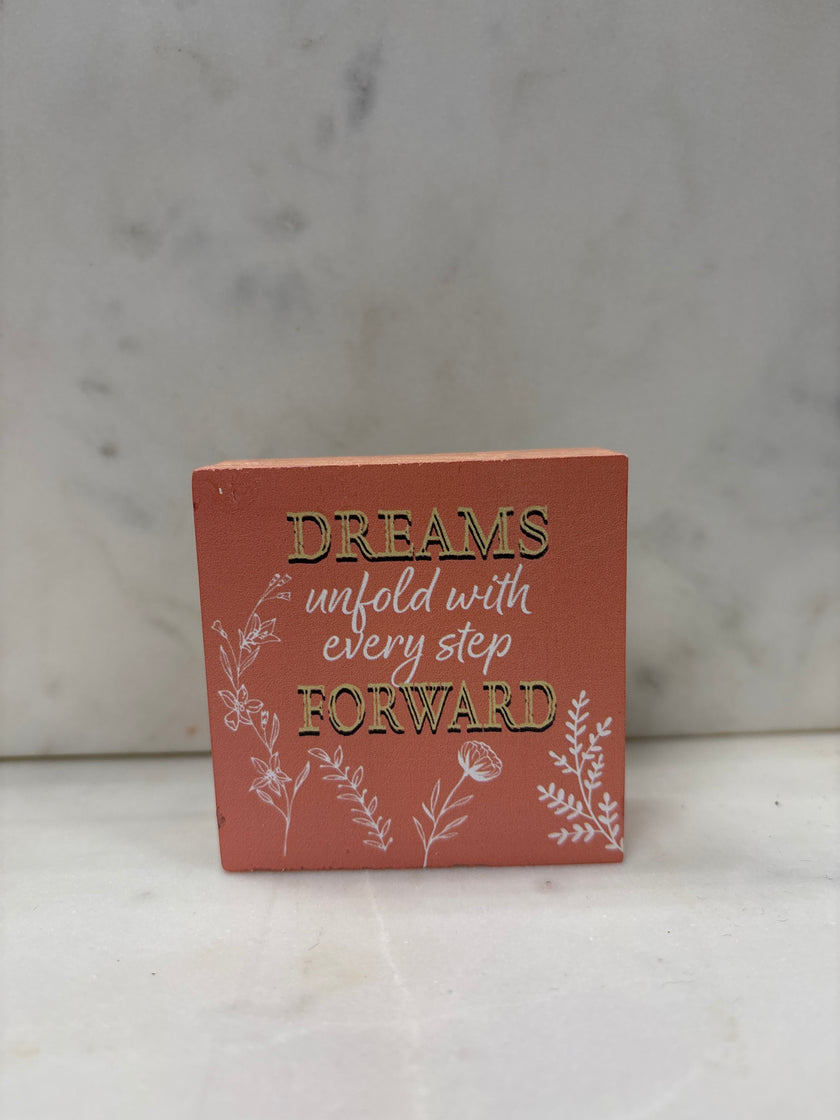 DREAMS
unfold with
every step
FORWARD